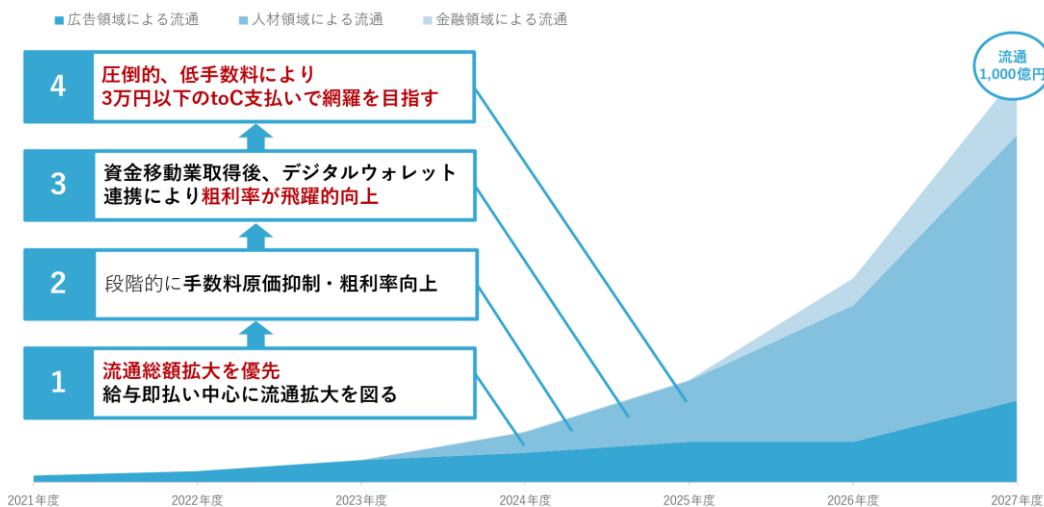 広告領域による流通 人材領域による流通 金融領域による流通
流通
1,000億円
4
圧倒的、低手数料により
3万円以下のtoC支払いで網羅を目指す
3
資金移動業取得後、デジタルウォレット
連携により粗利率が飛躍的向上
2
段階的に手数料原価抑制・粗利率向上
1
流通総額拡大を優先
給与即払い中心に流通拡大を図る
2021年度 2022年度 2023年度 2024年度 2025年度 2026年度 2027年度